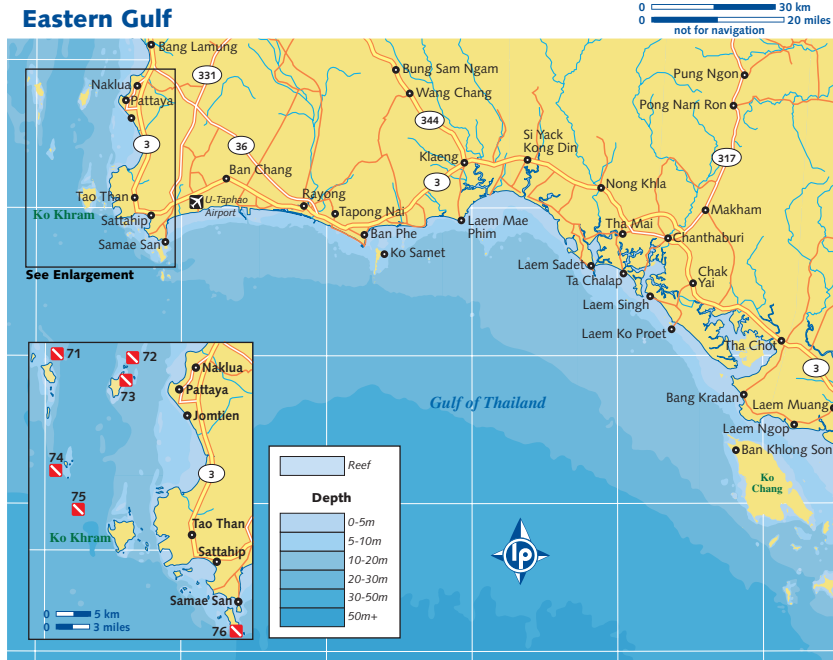 Eastern Gulf
0 30 km
0 20 miles
not for navigation
Bang Lamung
331
Naklua
Pattaya
3
36
Ban Chang
Tao Than
Ko Khram
Sattahip
U-Taphao
Airport
Samae San
See Enlargement
Rayong
Tapong Nai
Ban Phe
Ko Samet
Bung Sam Ngam
Wang Chang
344
Klaeng
3
Laem Mae
Phim
Si Yack
Kong Din
Pung Ngon
Pong Nam Ron
317
Nong Khla
Makham
Tha Mai
Chanthaburi
Laem Sadet
Ta Chalap
Chak
Yai
Laem Singh
Laem Ko Proet
Tha Chot
3
Bang Kradan
Laem Muang
Laem Ngop
Ban Khlong Son
Ko
Chang
Gulf of Thailand
71
72
73
Naklua
Pattaya
Jomtien
74
75
3
Ko Khram
Tao Than
Sattahip
Samae San
76
0 5 km
0 3 miles
Reef
Depth
0-5m
5-10m
10-20m
20-30m
30-50m
50m+
lp